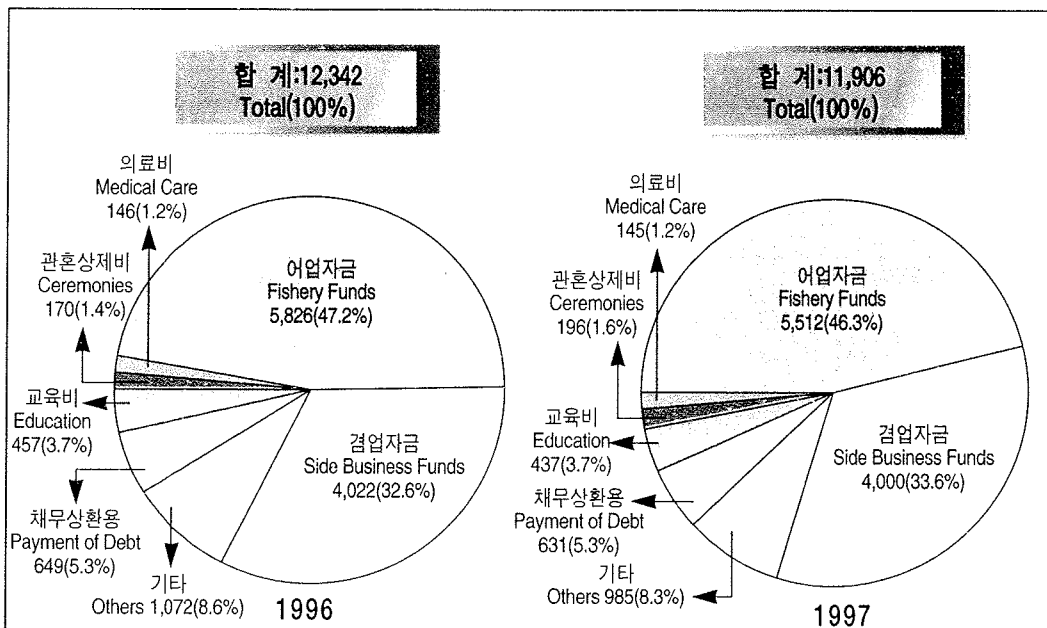 합 계:12,342
Total(100%)
의료비
Medical Care
146(1.2%)
관혼상제비
Ceremonies
170(1.4%)
교육비
Education
457(3.7%)
채무상환용
Payment of Debt
649(5.3%)
기타
Others 1,072(8.6%)
어업자금
Fishery Funds
5,826(47.2%)
겸업자금
Side Business Funds
4,022(32.6%)
1996
합 계:11,906
Total(100%)
의료비
Medical Care
145(1.2%)
관혼상제비
Ceremonies
196(1.6%)
교육비
Education
437(3.7%)
채무상환용
Payment of Debt
631(5.3%)
기타
Others 985(8.3%)
어업자금
Fishery Funds
5,512(46.3%)
겸업자금
Side Business Funds
4,000(33.6%)
1997